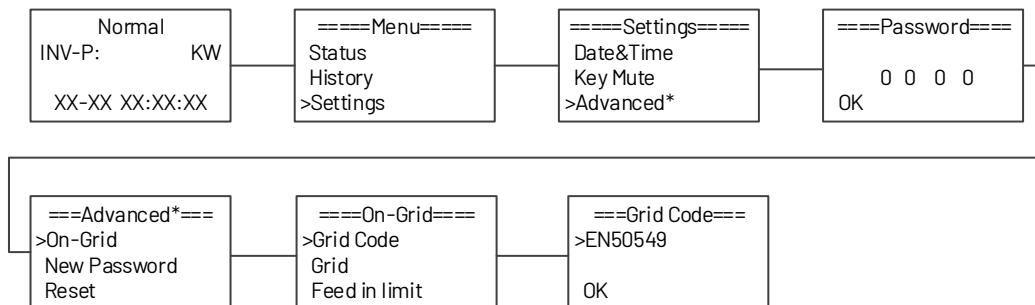 Normal
INV-P: KW
XX-XX XX:XX:XX
=====Menu=====
Status
History
>Settings
=====Settings=====
Date&Time
Key Mute
>Advanced*
====Password====
0 0 0 0
OK
===Advanced*===
>On-Grid
New Password
Reset
====On-Grid====
>Grid Code
Grid
Feed in limit
===Grid Code===
>EN50549
OK